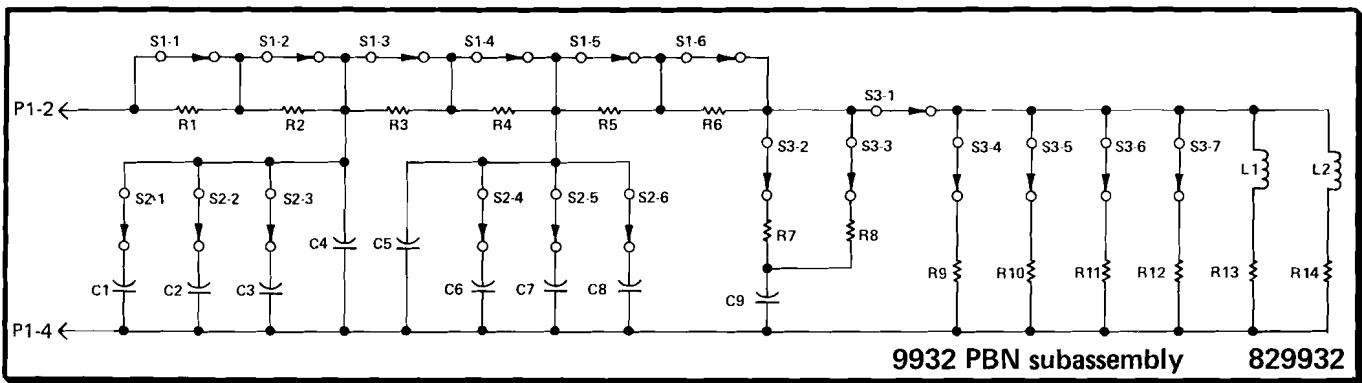 S1-1 S1-2 S1-3 S1-4 S1-5 S1-6
P1-2 R1 R2 R3 R4 R5 R6 S3-1
S3-2 S3-3 S3-4 S3-5 S3-6 S3-7 L1 L2
S2-1 S2-2 S2-3 S2-4 S2-5 S2-6
C4 C5 R7 R8
C1 C2 C3 C6 C7 C8 C9 R9 R10 R11 R12 R13 R14
P1-4
9932 PBN subassembly 829932